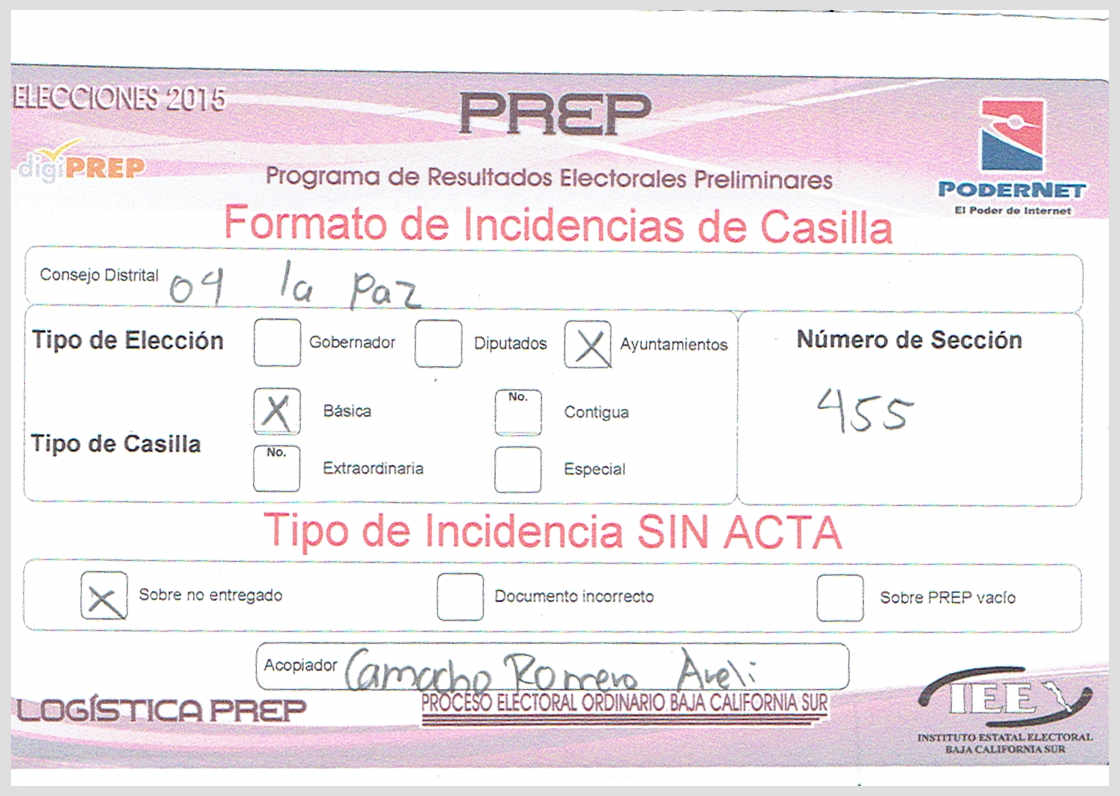 ELECCIONES 2015
PREP
digiPREP
Programa de Resultados Electorales Preliminares
PODERNET
El Poder de Internet
Formato de Incidencias de Casilla
Consejo Distrital 09 la Paz
Tipo de Elección Gobernador Diputados X Ayuntamientos
Número de Sección
455
Tipo de Casilla
X Básica No. Contigua
No. Extraordinaria Especial
Tipo de Incidencia SIN ACTA
X Sobre no entregado Documento incorrecto Sobre PREP vacío
Acopiador Camacho Romero Areli
LOGÍSTICA PREP
PROCESO ELECTORAL ORDINARIO BAJA CALIFORNIA SUR
IEE
INSTITUTO ESTATAL ELECTORAL
BAJA CALIFORNIA SUR